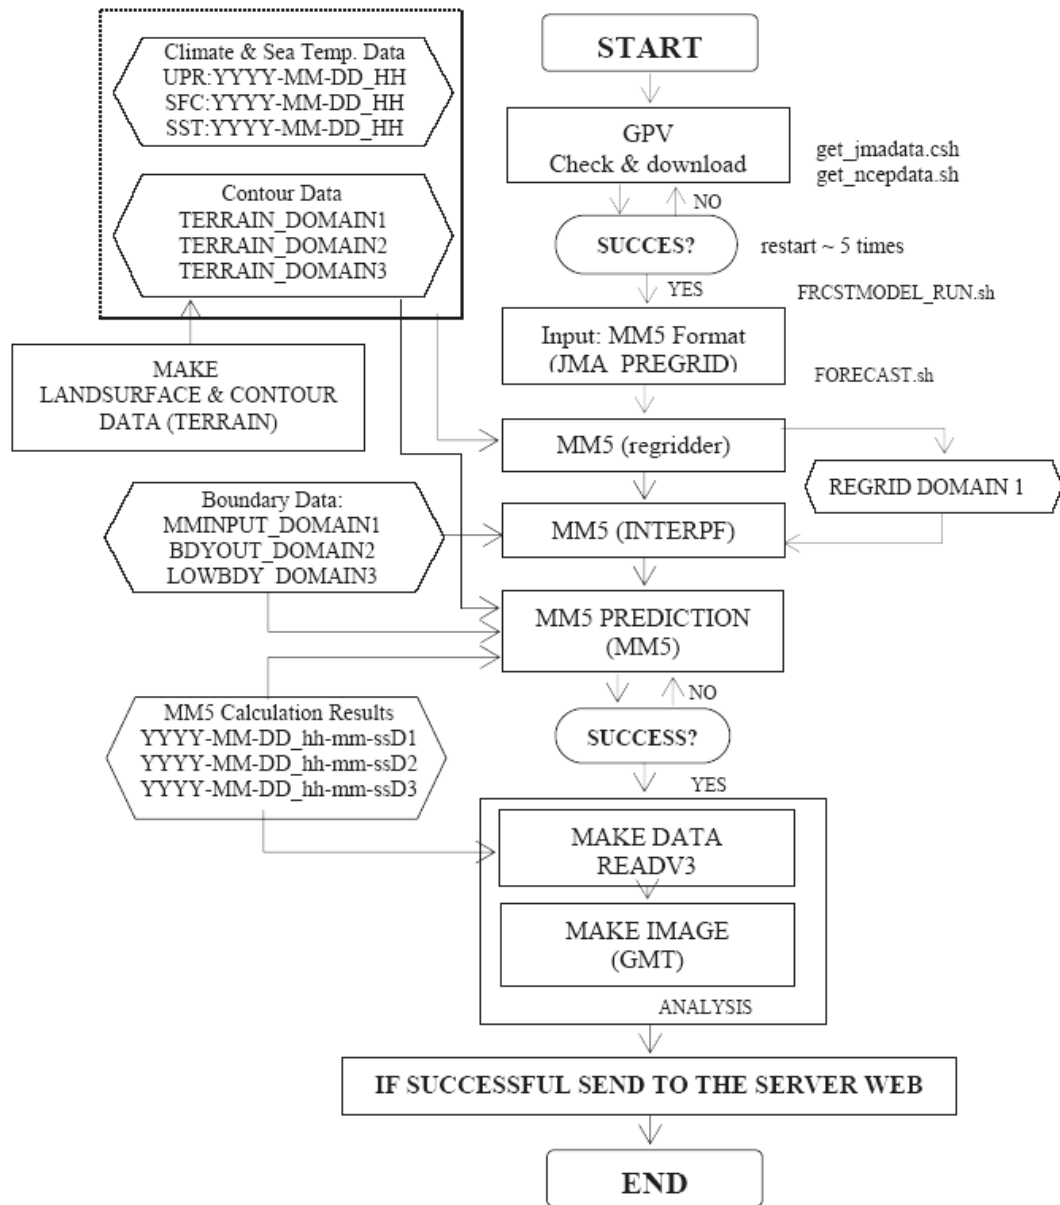 START
Climate & Sea Temp. Data
UPR:YYYY-MM-DD_HH
SFC:YYYY-MM-DD_HH
SST:YYYY-MM-DD_HH
GPV
Check & download
get_jmadata.csh
get_ncepdata.sh
NO
Contour Data
TERRAIN_DOMAIN1
TERRAIN_DOMAIN2
TERRAIN_DOMAIN3
SUCCES?
restart ~ 5 times
YES
FRCSTMODEL_RUN.sh
MAKE
LANDSURFACE & CONTOUR
DATA (TERRAIN)
Input: MM5 Format
(JMA_PREGRID)
FORECAST.sh
MM5 (regridder)
REGRID DOMAIN 1
Boundary Data:
MMINPUT_DOMAIN1
BDYOUT_DOMAIN2
LOWBDY_DOMAIN3
MM5 (INTERPF)
MM5 PREDICTION
(MM5)
NO
MM5 Calculation Results
YYYY-MM-DD_hh-mm-ssD1
YYYY-MM-DD_hh-mm-ssD2
YYYY-MM-DD_hh-mm-ssD3
SUCCESS?
YES
MAKE DATA
READV3
MAKE IMAGE
(GMT)
ANALYSIS
IF SUCCESSFUL SEND TO THE SERVER WEB
END